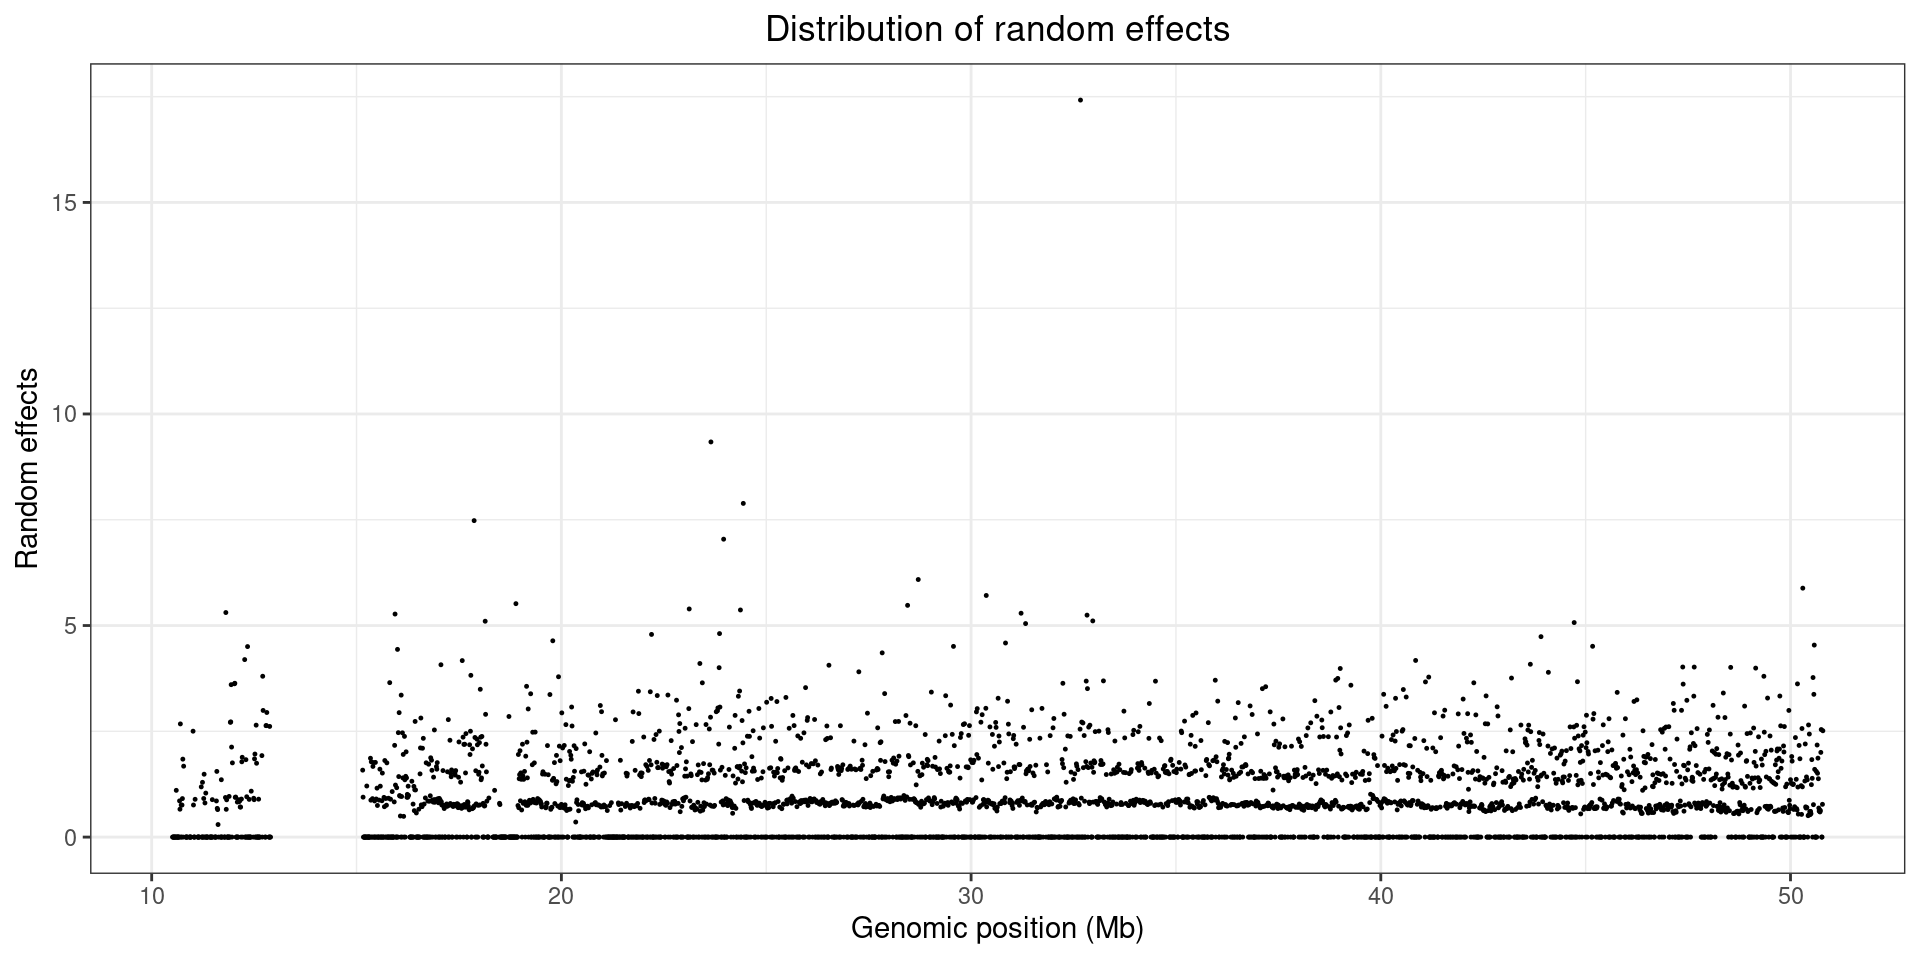 Distribution of random effects
Random effects
15
10
5
0
10 20 30 40 50
Genomic position (Mb)